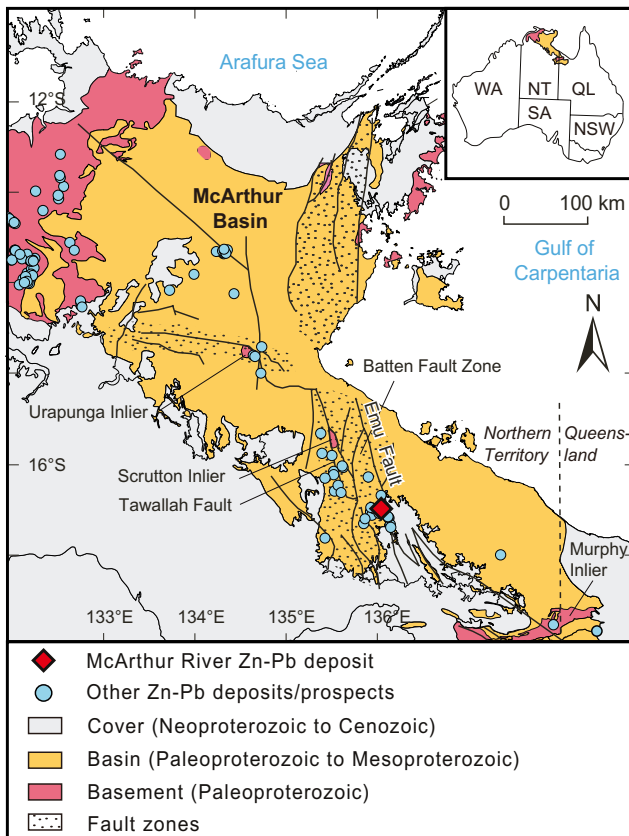 Arafura Sea
12°S
WA
NT
QL
SA
NSW
McArthur
Basin
0 100 km
Gulf of
Carpentaria
N
Batten Fault Zone
Urapunga Inlier
Emu Fault
Northern
Territory
Queens-
land
16°S
Scrutton Inlier
Tawallah Fault
Murphy
Inlier
133°E 134°E 135°E 136°E
McArthur River Zn-Pb deposit
Other Zn-Pb deposits/prospects
Cover (Neoproterozoic to Cenozoic)
Basin (Paleoproterozoic to Mesoproterozoic)
Basement (Paleoproterozoic)
Fault zones